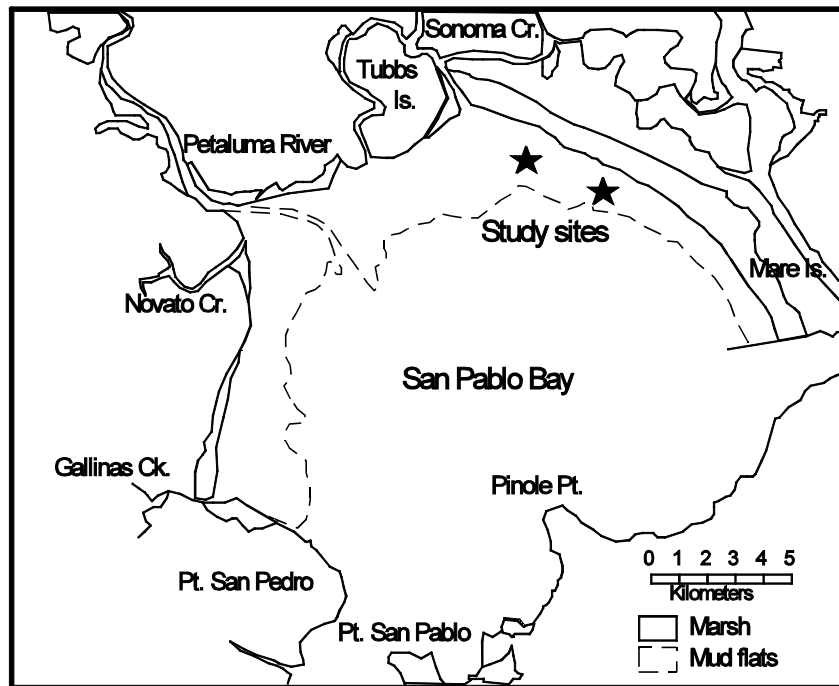 Sonoma Cr.
Tubbs
Is.
Petaluma River
Study sites
Mare Is.
Novato Cr.
San Pablo Bay
Gallinas Ck.
Pinole Pt.
Pt. San Pedro
Pt. San Pablo
0 1 2 3 4 5
Kilometers
Marsh
Mud flats